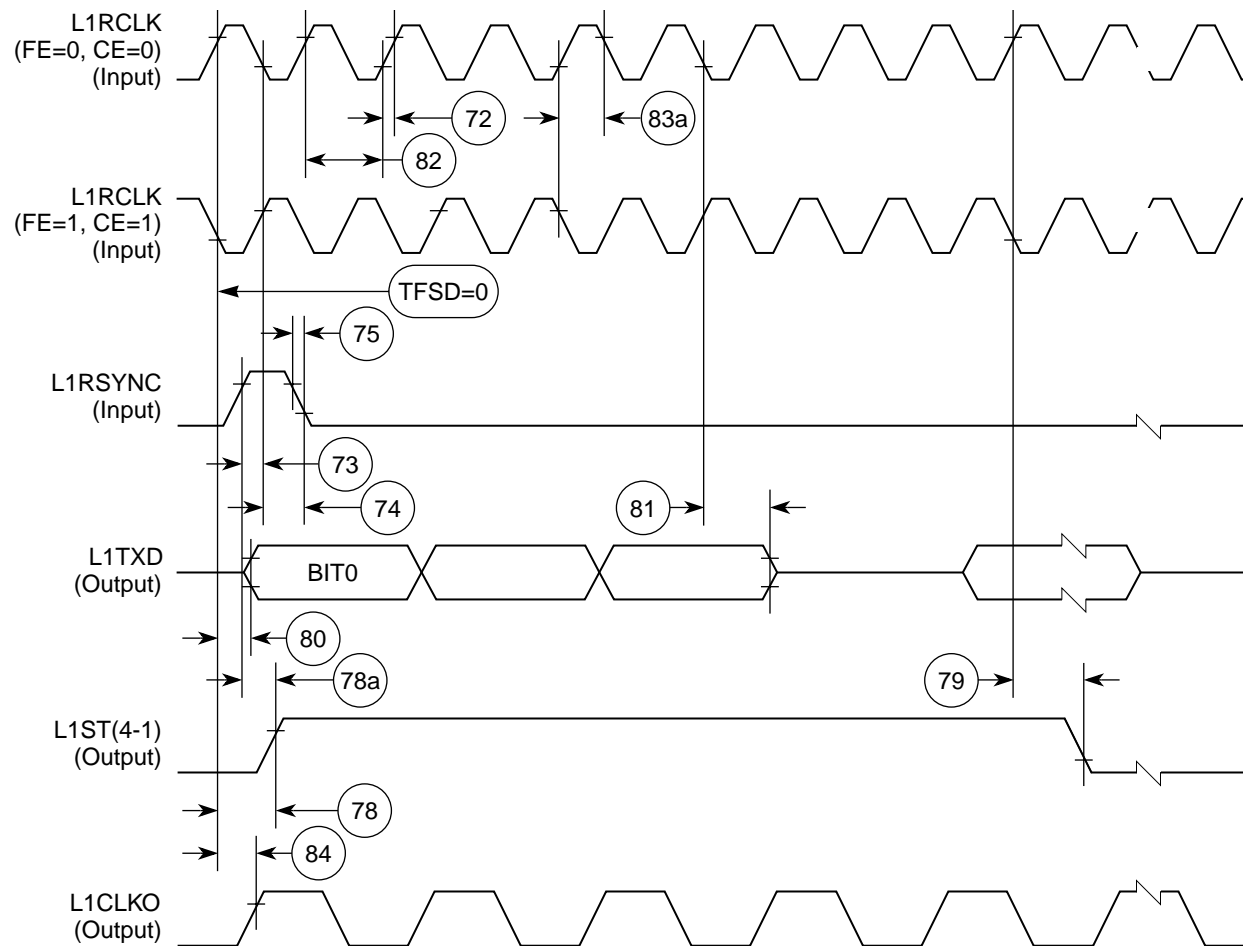 L1RCLK
(FE=0, CE=0)
(Input)
72
83a
82
L1RCLK
(FE=1, CE=1)
(Input)
TFSD=0
75
L1RSYNC
(Input)
73
74
81
L1TXD
(Output)
BIT0
80
78a
79
L1ST(4-1)
(Output)
78
84
L1CLKO
(Output)